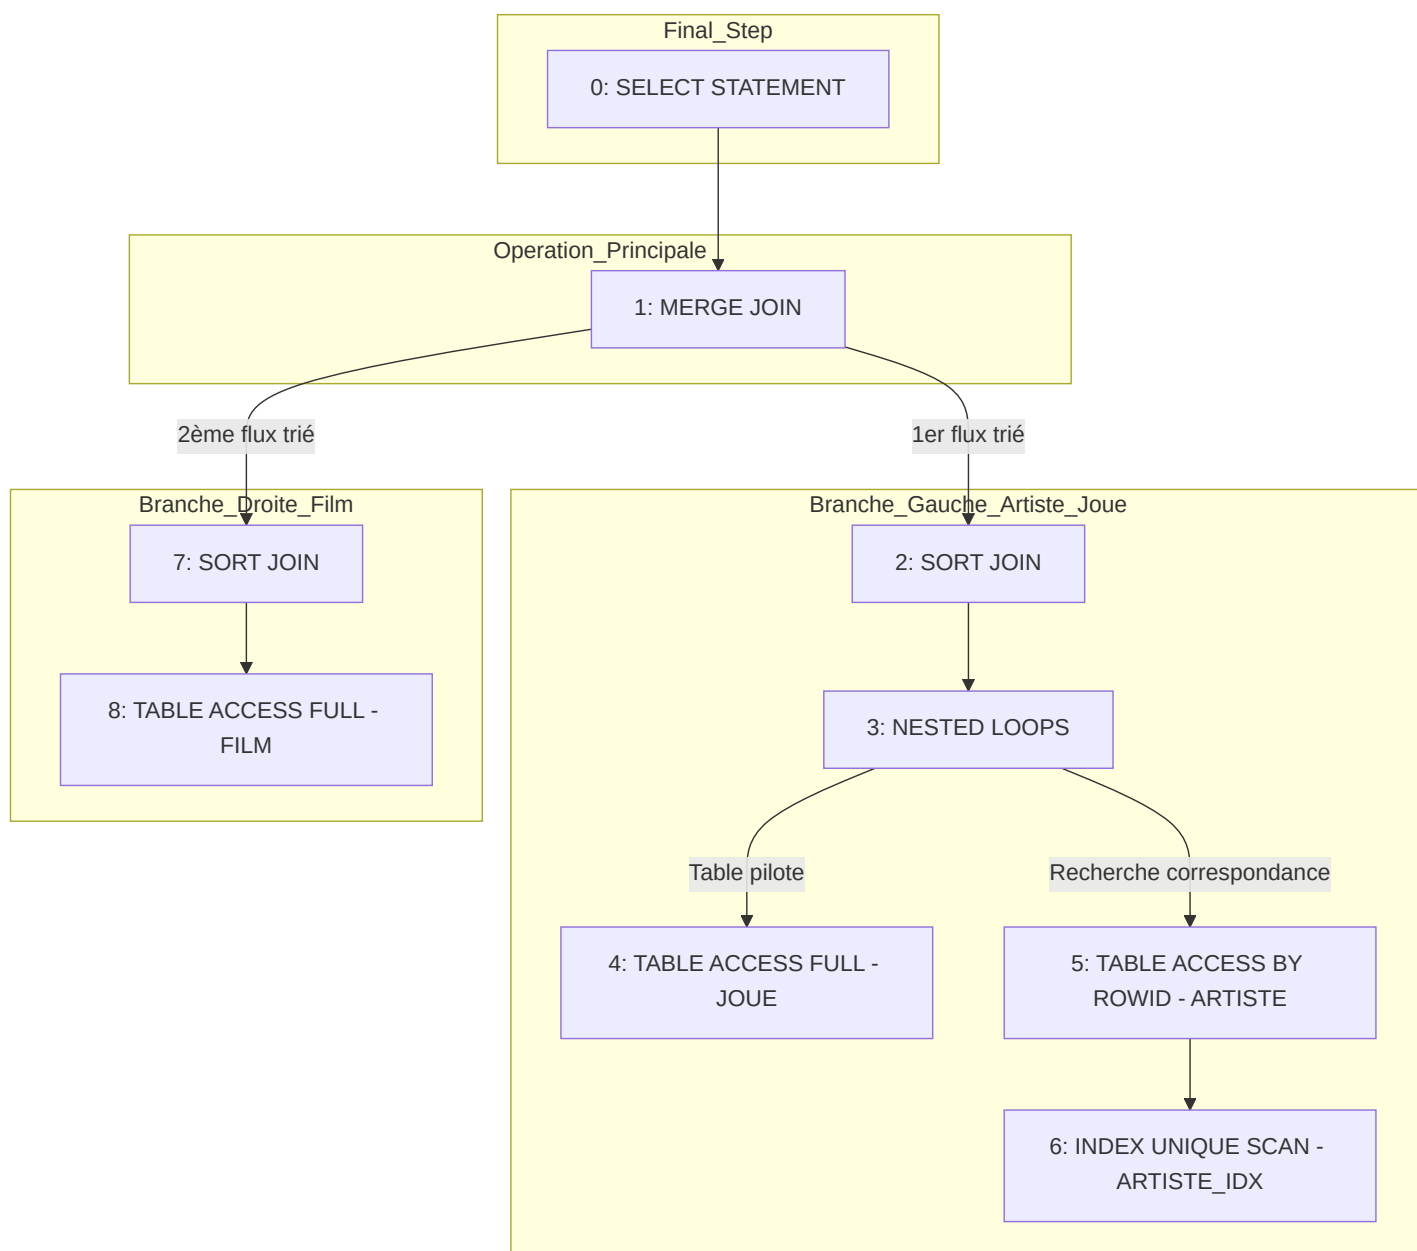 Final_Step
0: SELECT STATEMENT
Operation_Principale
1: MERGE JOIN
2ème flux trié
1er flux trié
Branche_Droite_Film
7: SORT JOIN
8: TABLE ACCESS FULL -
FILM
Branche_Gauche_Artiste_Joue
2: SORT JOIN
3: NESTED LOOPS
Table pilote
Recherche correspondance
4: TABLE ACCESS FULL -
JOUE
5: TABLE ACCESS BY
ROWID - ARTISTE
6: INDEX UNIQUE SCAN -
ARTISTE_IDX